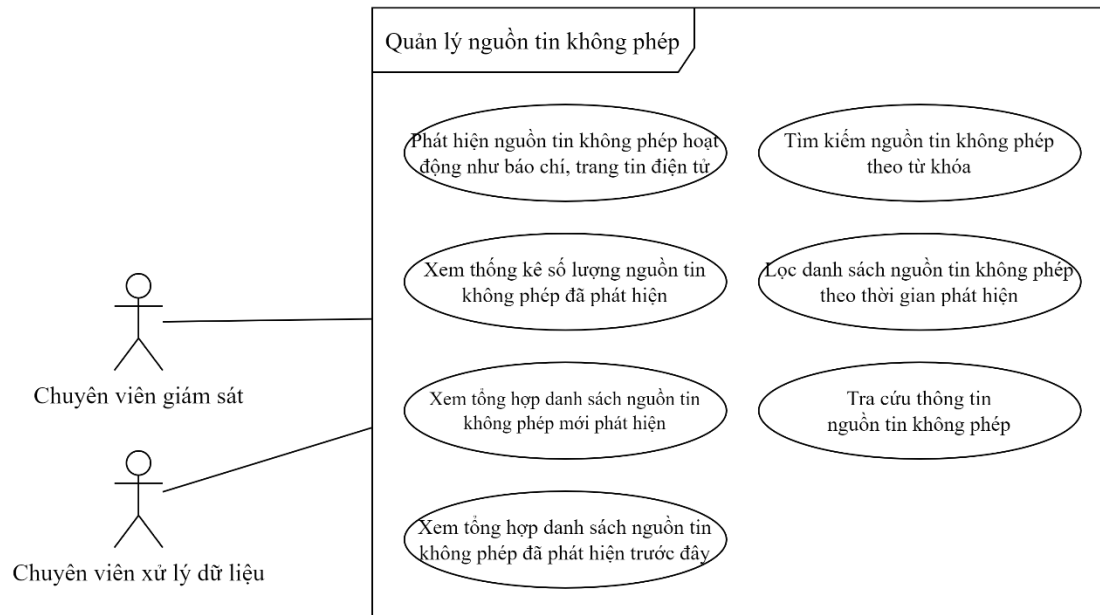 Quản lý nguồn tin không phép
Phát hiện nguồn tin không phép hoạt
động như báo chí, trang tin điện tử
Tìm kiếm nguồn tin không phép
theo từ khóa
Xem thống kê số lượng nguồn tin
không phép đã phát hiện
Lọc danh sách nguồn tin không phép
theo thời gian phát hiện
Chuyên viên giám sát
Xem tổng hợp danh sách nguồn tin
không phép mới phát hiện
Tra cứu thông tin
nguồn tin không phép
Xem tổng hợp danh sách nguồn tin
không phép đã phát hiện trước đây
Chuyên viên xử lý dữ liệu